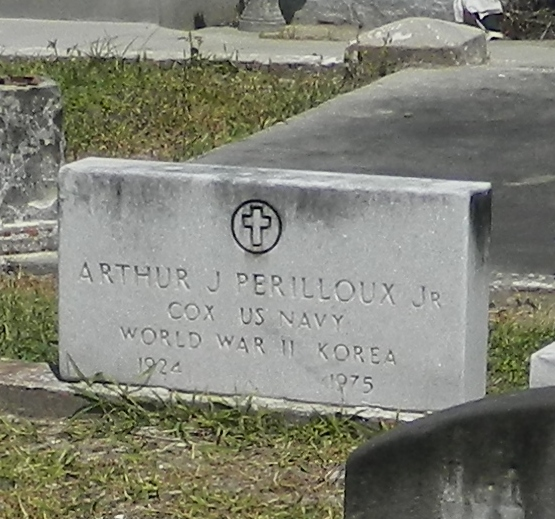 ARTHUR J PERILLOUX JR
COX US NAVY
WORLD WAR II KOREA
1924 1975